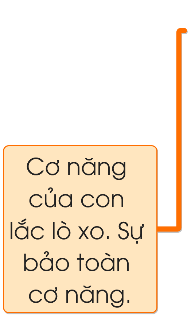 Cơ năng
của con
lắc lò xo. Sự
bảo toàn
cơ năng.